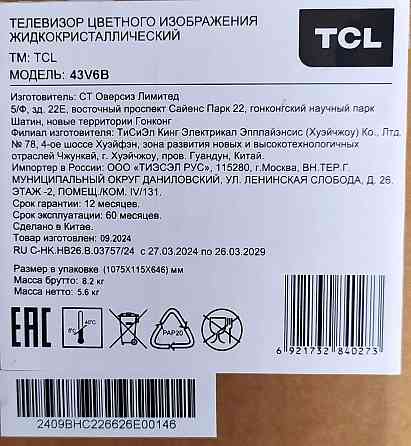 ТЕЛЕВИЗОР ЦВЕТНОГО ИЗОБРАЖЕНИЯ
ЖИДКОКРИСТАЛЛИЧЕСКИЙ
TCL
ТМ: TCL
МОДЕЛЬ: 43V6B
Изготовитель: СТ Оверсиз Лимитед
5/Ф, зд. 22Е, восточный проспект Сайенс Парк 22, гонконгский научный парк
Шатин, новые территории Гонконг
Филиал изготовителя: ТиСиЭл Кинг Электрикал Эпплайэнсис (Хуэйчжоу) Ко., Лтд.
№ 78, 4-ое шоссе Хуэйфэн, зона развития новых и высокотехнологичных
отраслей Чжункай, г. Хуэйчжоу, пров. Гуандун, Китай.
Импортер в России: ООО «ТИЭСЭЛ РУС», 115280, г.Москва, ВН.ТЕР.Г.
МУНИЦИПАЛЬНЫЙ ОКРУГ ДАНИЛОВСКИЙ, УЛ. ЛЕНИНСКАЯ СЛОБОДА, Д. 26,
ЭТАЖ -2, ПОМЕЩ./КОМ. IV/131.
Срок гарантии: 12 месяцев.
Срок эксплуатации: 60 месяцев.
Сделано в Китае.
Товар изготовлен: 09.2024
RU C-HK.HB26.B.03757/24 с 27.03.2024 по 26.03.2029
Размер в упаковке (1075X115X646) мм
Масса брутто: 8.2 кг
Масса нетто: 5.6 кг
EAC
5°C
40°C
PAP20
6 921732 840273
2409BHC226626E00146